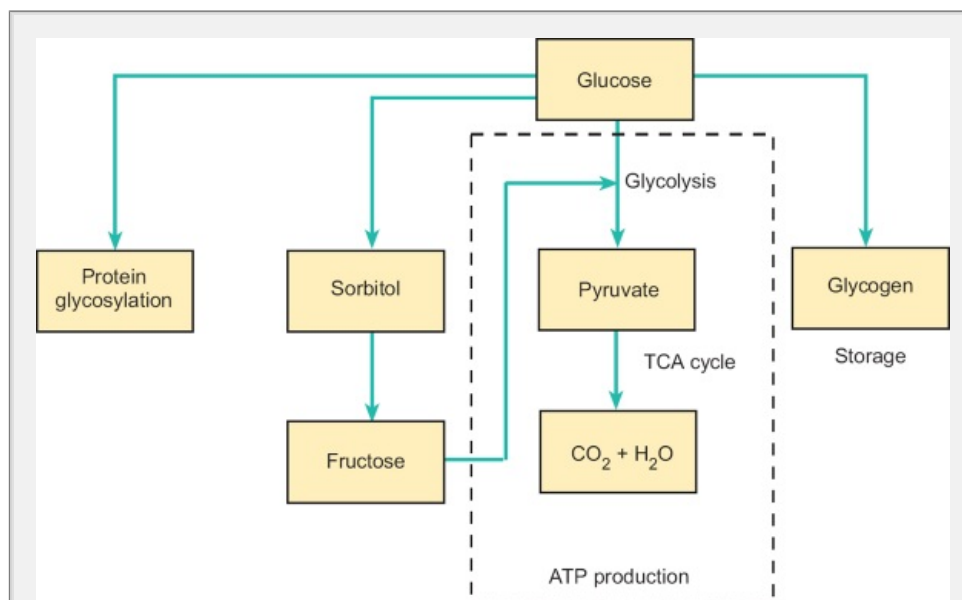 Glucose
Glycolysis
Protein
glycosylation
Sorbitol
Pyruvate
Glycogen
Storage
TCA cycle
Fructose
CO₂ + H₂O
ATP production